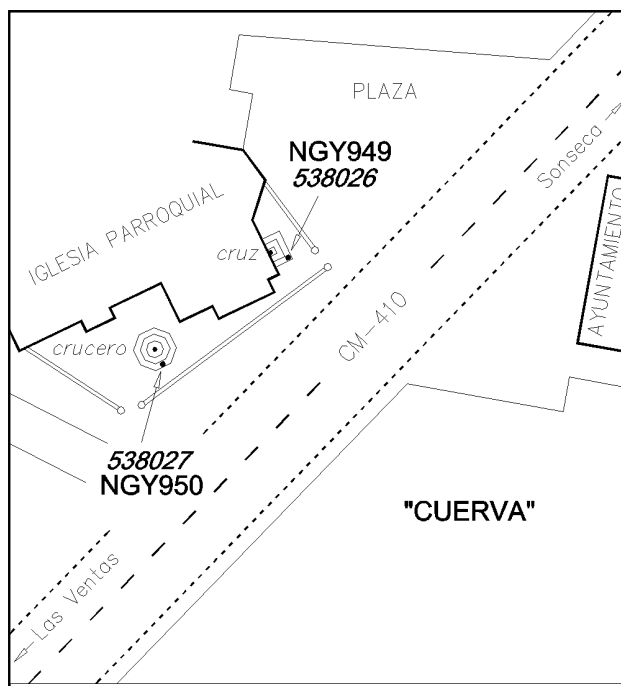 PLAZA
Sonseca
NGY949
538026
AYUNTAMIENTO
IGLESIA PARROQUIAL
cruz
CM-410
crucero
538027
NGY950
"CUERVA"
Las Ventas